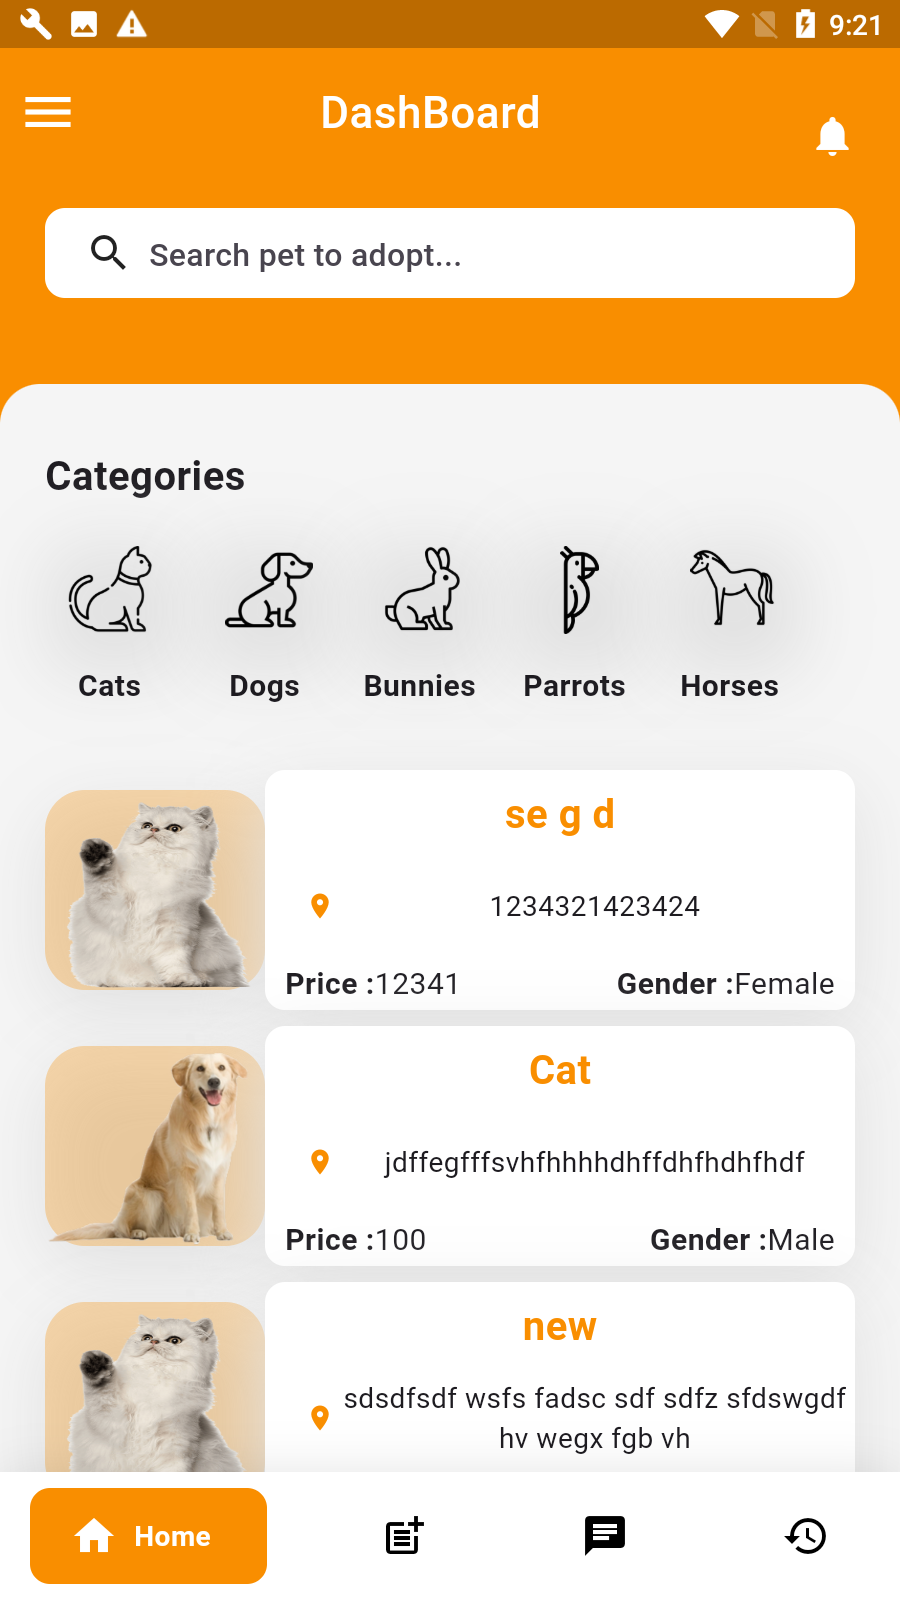 9:21
DashBoard
Search pet to adopt...
Categories
Cats Dogs Bunnies Parrots Horses
se g d
1234321423424
Price :12341 Gender :Female
Cat
jdffegfffsvhfhhhhdhffdhfhdhfhdf
Price :100 Gender :Male
new
sdsdfsdf wsfs fadsc sdf sdfz sfdswgdf
hv wegx fgb vh
Home